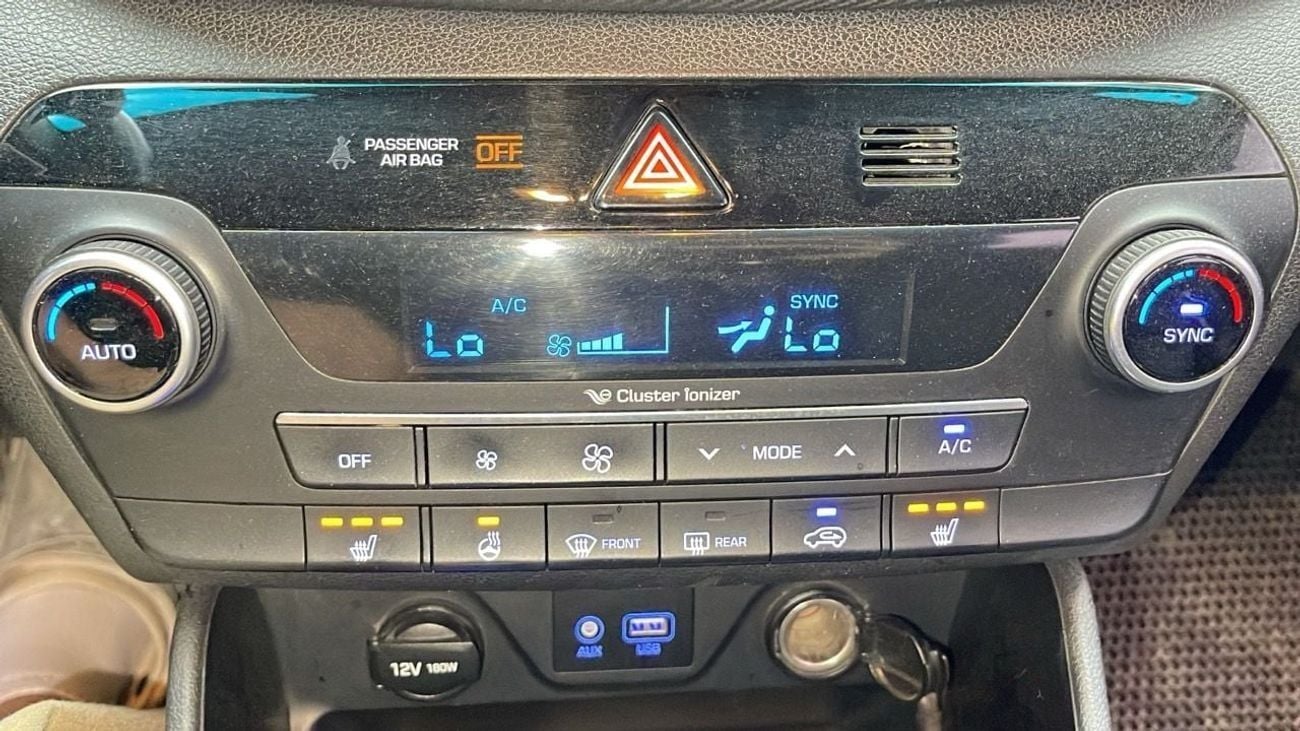 PASSENGER
AIR BAG
OFF
A/C
SYNC
Lo
Lo
AUTO
SYNC
Cluster ionizer
OFF
MODE
A/C
FRONT
REAR
12V 180W
AUX
USB